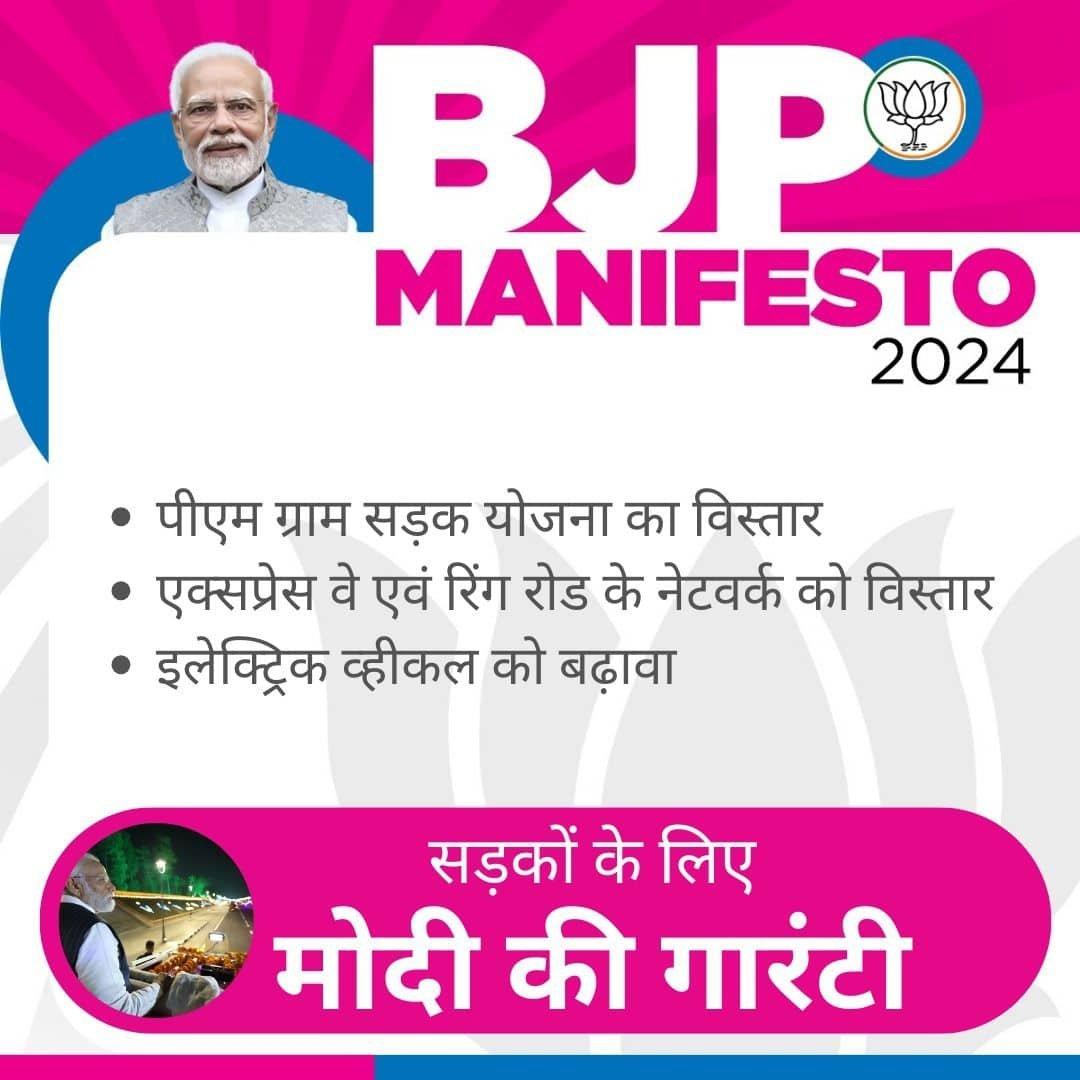 BJP
MANIFESTO
2024
• पीएम ग्राम सड़क योजना का विस्तार
• एक्सप्रेस वे एवं रिंग रोड के नेटवर्क को विस्तार
• इलेक्ट्रिक व्हीकल को बढ़ावा
सड़कों के लिए
मोदी की गारंटी